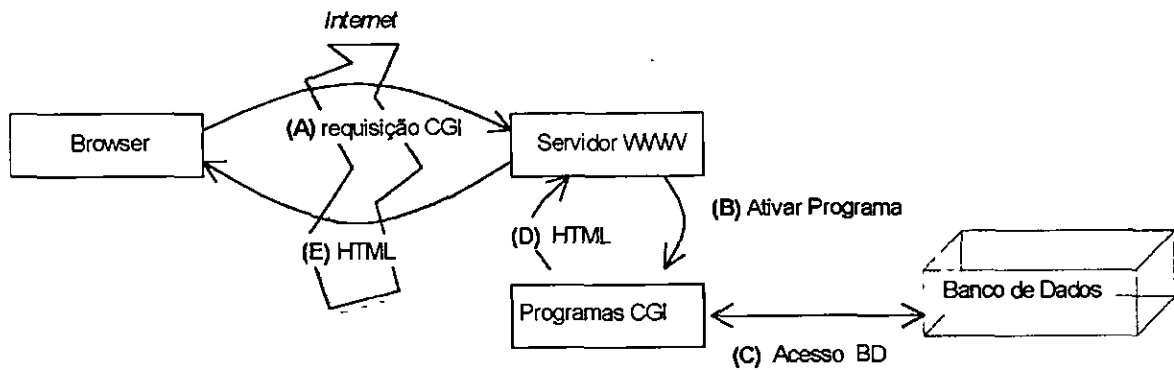 Internet
(A) requisição CGI
Browser
Servidor WWW
(B) Ativar Programa
(D) HTML
(E) HTML
Banco de Dados
Programas CGI
(C) Acesso BD